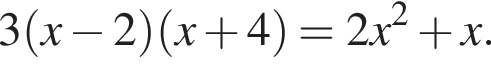 3(x − 2)(x + 4) = 2x² + x.